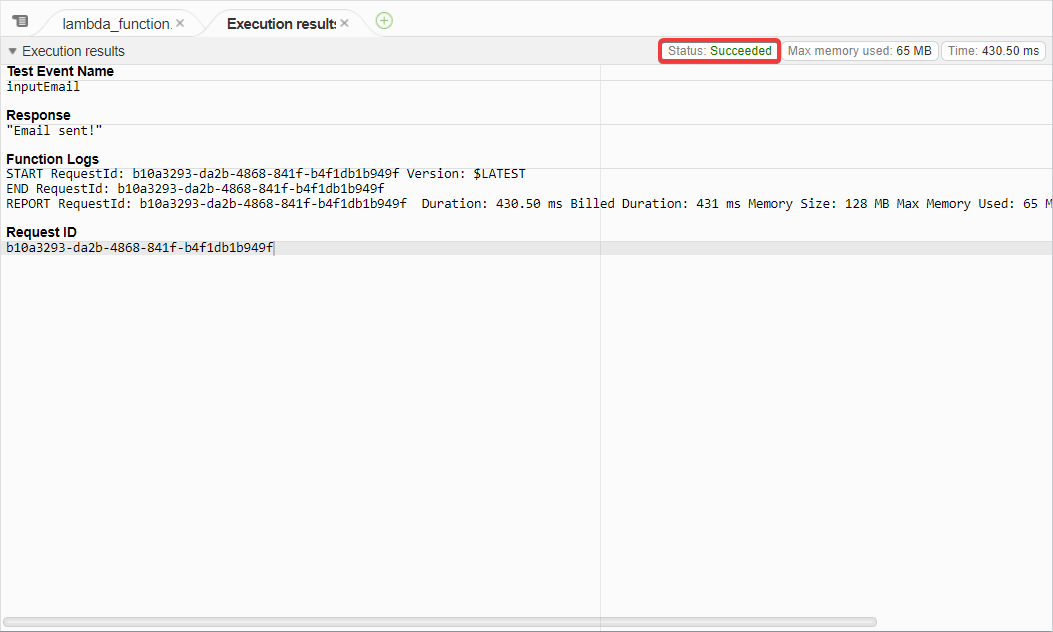 lambda_function. Execution results
Execution results Status: Succeeded Max memory used: 65 MB Time: 430.50 ms
Test Event Name
inputEmail
Response
"Email sent!"
Function Logs
START RequestId: b10a3293-da2b-4868-841f-b4f1db1b949f Version: $LATEST
END RequestId: b10a3293-da2b-4868-841f-b4f1db1b949f
REPORT RequestId: b10a3293-da2b-4868-841f-b4f1db1b949f Duration: 430.50 ms Billed Duration: 431 ms Memory Size: 128 MB Max Memory Used: 65 M
Request ID
b10a3293-da2b-4868-841f-b4f1db1b949f